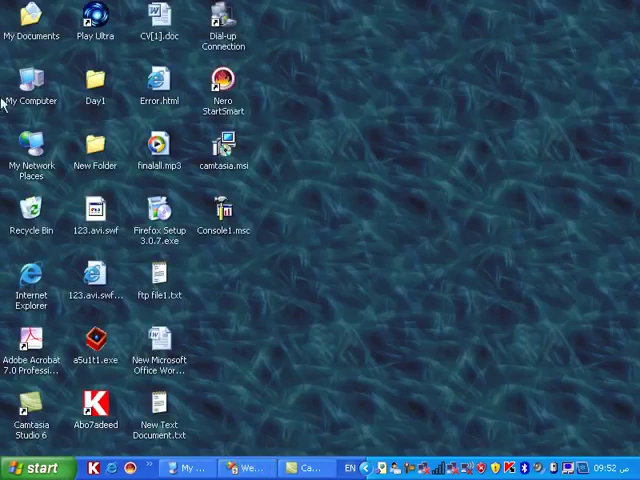 My Documents
Play Ultra
CV[1].doc
Dial-up
Connection
My Computer
Day1
Error.html
Nero
StartSmart
My Network
Places
New Folder
finalall.mp3
camtasia.msi
Recycle Bin
123.avi.swf
Firefox Setup
3.0.7.exe
Console1.msc
Internet
Explorer
123.avi.swf...
ftp file1.txt
Adobe Acrobat
7.0 Professi...
aSu1t1.exe
New Microsoft
Office Wor...
Camtasia
Studio 6
Abo7adeed
New Text
Document.txt
start
My ...
We...
Ca...
EN
09:52 ص